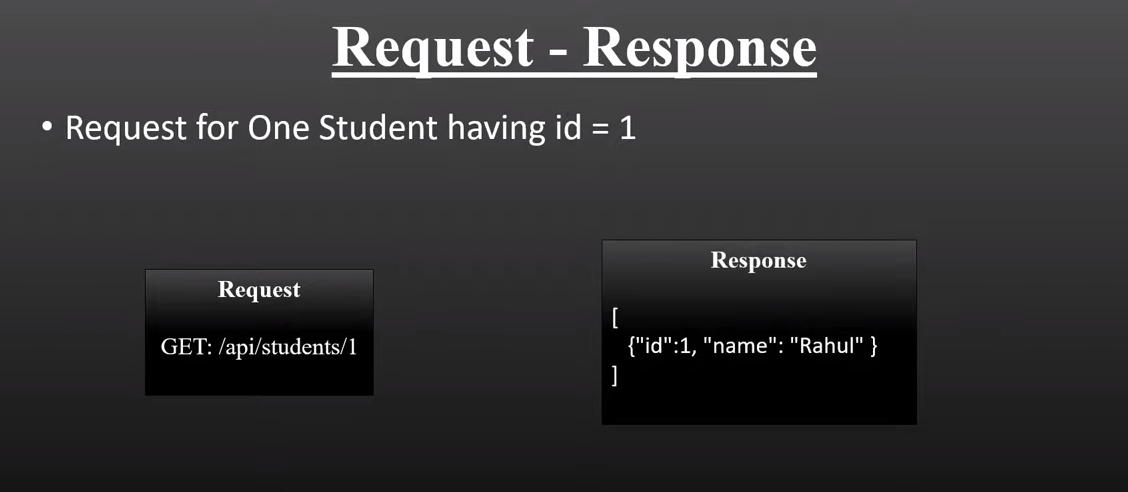 Request - Response
• Request for One Student having id = 1
Request
GET: /api/students/1
Response
[
{"id":1, "name": "Rahul" }
]